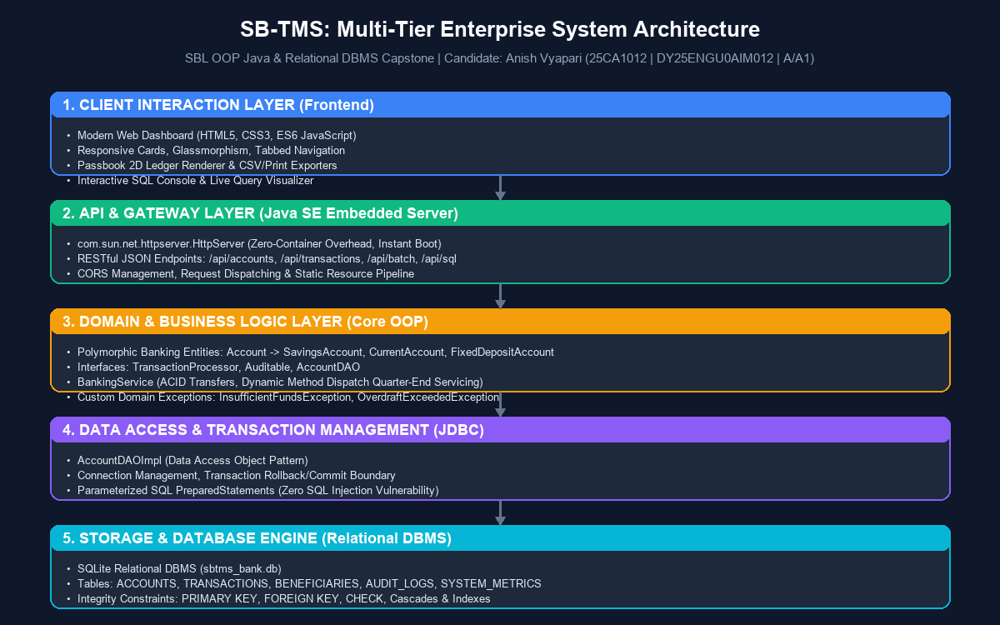 SB-TMS: Multi-Tier Enterprise System Architecture
SBL OOP Java & Relational DBMS Capstone | Candidate: Anish Vyapari (25CA1012 | DY25ENGU0AIM012 | A/A1)
1. CLIENT INTERACTION LAYER (Frontend)
• Modern Web Dashboard (HTML5, CSS3, ES6 JavaScript)
• Responsive Cards, Glassmorphism, Tabbed Navigation
• Passbook 2D Ledger Renderer & CSV/Print Exporters
• Interactive SQL Console & Live Query Visualizer
2. API & GATEWAY LAYER (Java SE Embedded Server)
• com.sun.net.httpserver.HttpServer (Zero-Container Overhead, Instant Boot)
• RESTful JSON Endpoints: /api/accounts, /api/transactions, /api/batch, /api/sql
• CORS Management, Request Dispatching & Static Resource Pipeline
3. DOMAIN & BUSINESS LOGIC LAYER (Core OOP)
• Polymorphic Banking Entities: Account -> SavingsAccount, CurrentAccount, FixedDepositAccount
• Interfaces: TransactionProcessor, Auditable, AccountDAO
• BankingService (ACID Transfers, Dynamic Method Dispatch Quarter-End Servicing)
• Custom Domain Exceptions: InsufficientFundsException, OverdraftExceededException
4. DATA ACCESS & TRANSACTION MANAGEMENT (JDBC)
• AccountDAOImpl (Data Access Object Pattern)
• Connection Management, Transaction Rollback/Commit Boundary
• Parameterized SQL PreparedStatements (Zero SQL Injection Vulnerability)
5. STORAGE & DATABASE ENGINE (Relational DBMS)
• SQLite Relational DBMS (sbtms_bank.db)
• Tables: ACCOUNTS, TRANSACTIONS, BENEFICIARIES, AUDIT_LOGS, SYSTEM_METRICS
• Integrity Constraints: PRIMARY KEY, FOREIGN KEY, CHECK, Cascades & Indexes